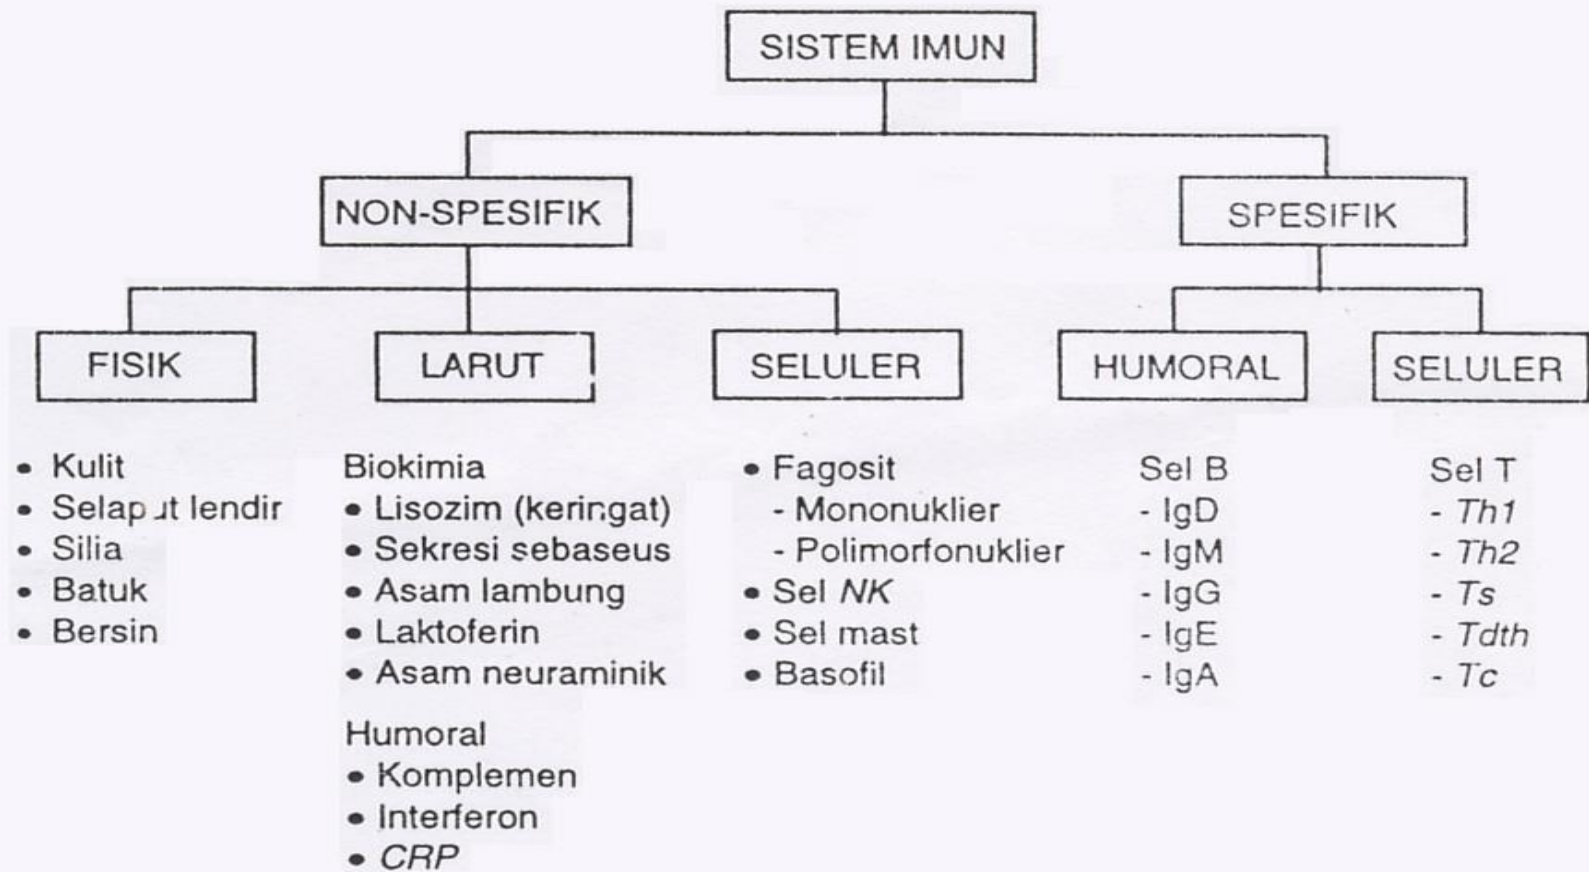 SISTEM IMUN
NON-SPESIFIK
SPESIFIK
FISIK
LARUT
SELULER
HUMORAL
SELULER
• Kulit
• Selaput lendir
• Silia
• Batuk
• Bersin
Biokimia
• Lisozim (keringat)
• Sekresi sebaseus
• Asam lambung
• Laktoferin
• Asam neuraminik
Humoral
• Komplemen
• Interferon
• CRP
• Fagosit
- Mononuklier
- Polimorfonuklier
• Sel NK
• Sel mast
• Basofil
Sel B
- IgD
- IgM
- IgG
- IgE
- IgA
Sel T
- Th1
- Th2
- Ts
- Tdth
- Tc